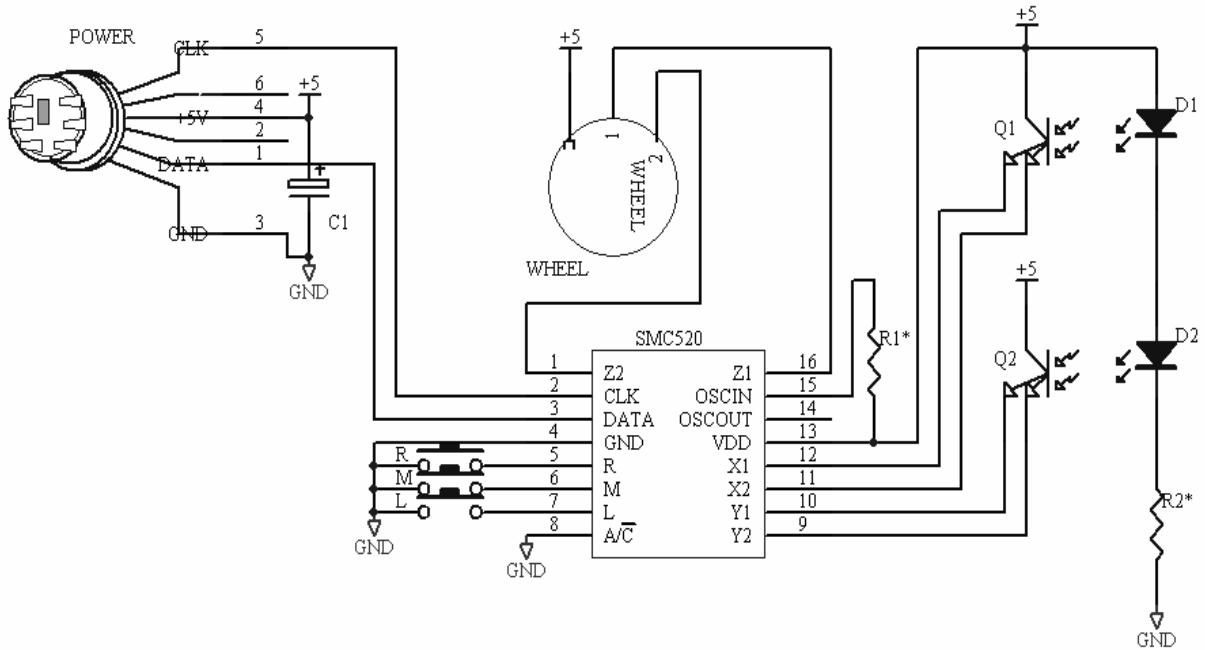 POWER
CLK
5
6
+5
+5V
4
2
DATA
1
C1
+
GND
3
GND
+5
1
2
WHEEL
WHEEL
+5
Q1
D1
+5
Q2
D2
R1*
R2*
GND
SMC520
1 Z2 Z1 16
2 CLK OSCIN 15
3 DATA OSCOUT 14
4 GND VDD 13
R 5 R X1 12
M 6 M X2 11
L 7 L Y1 10
8 A/C̅ Y2 9
GND
GND